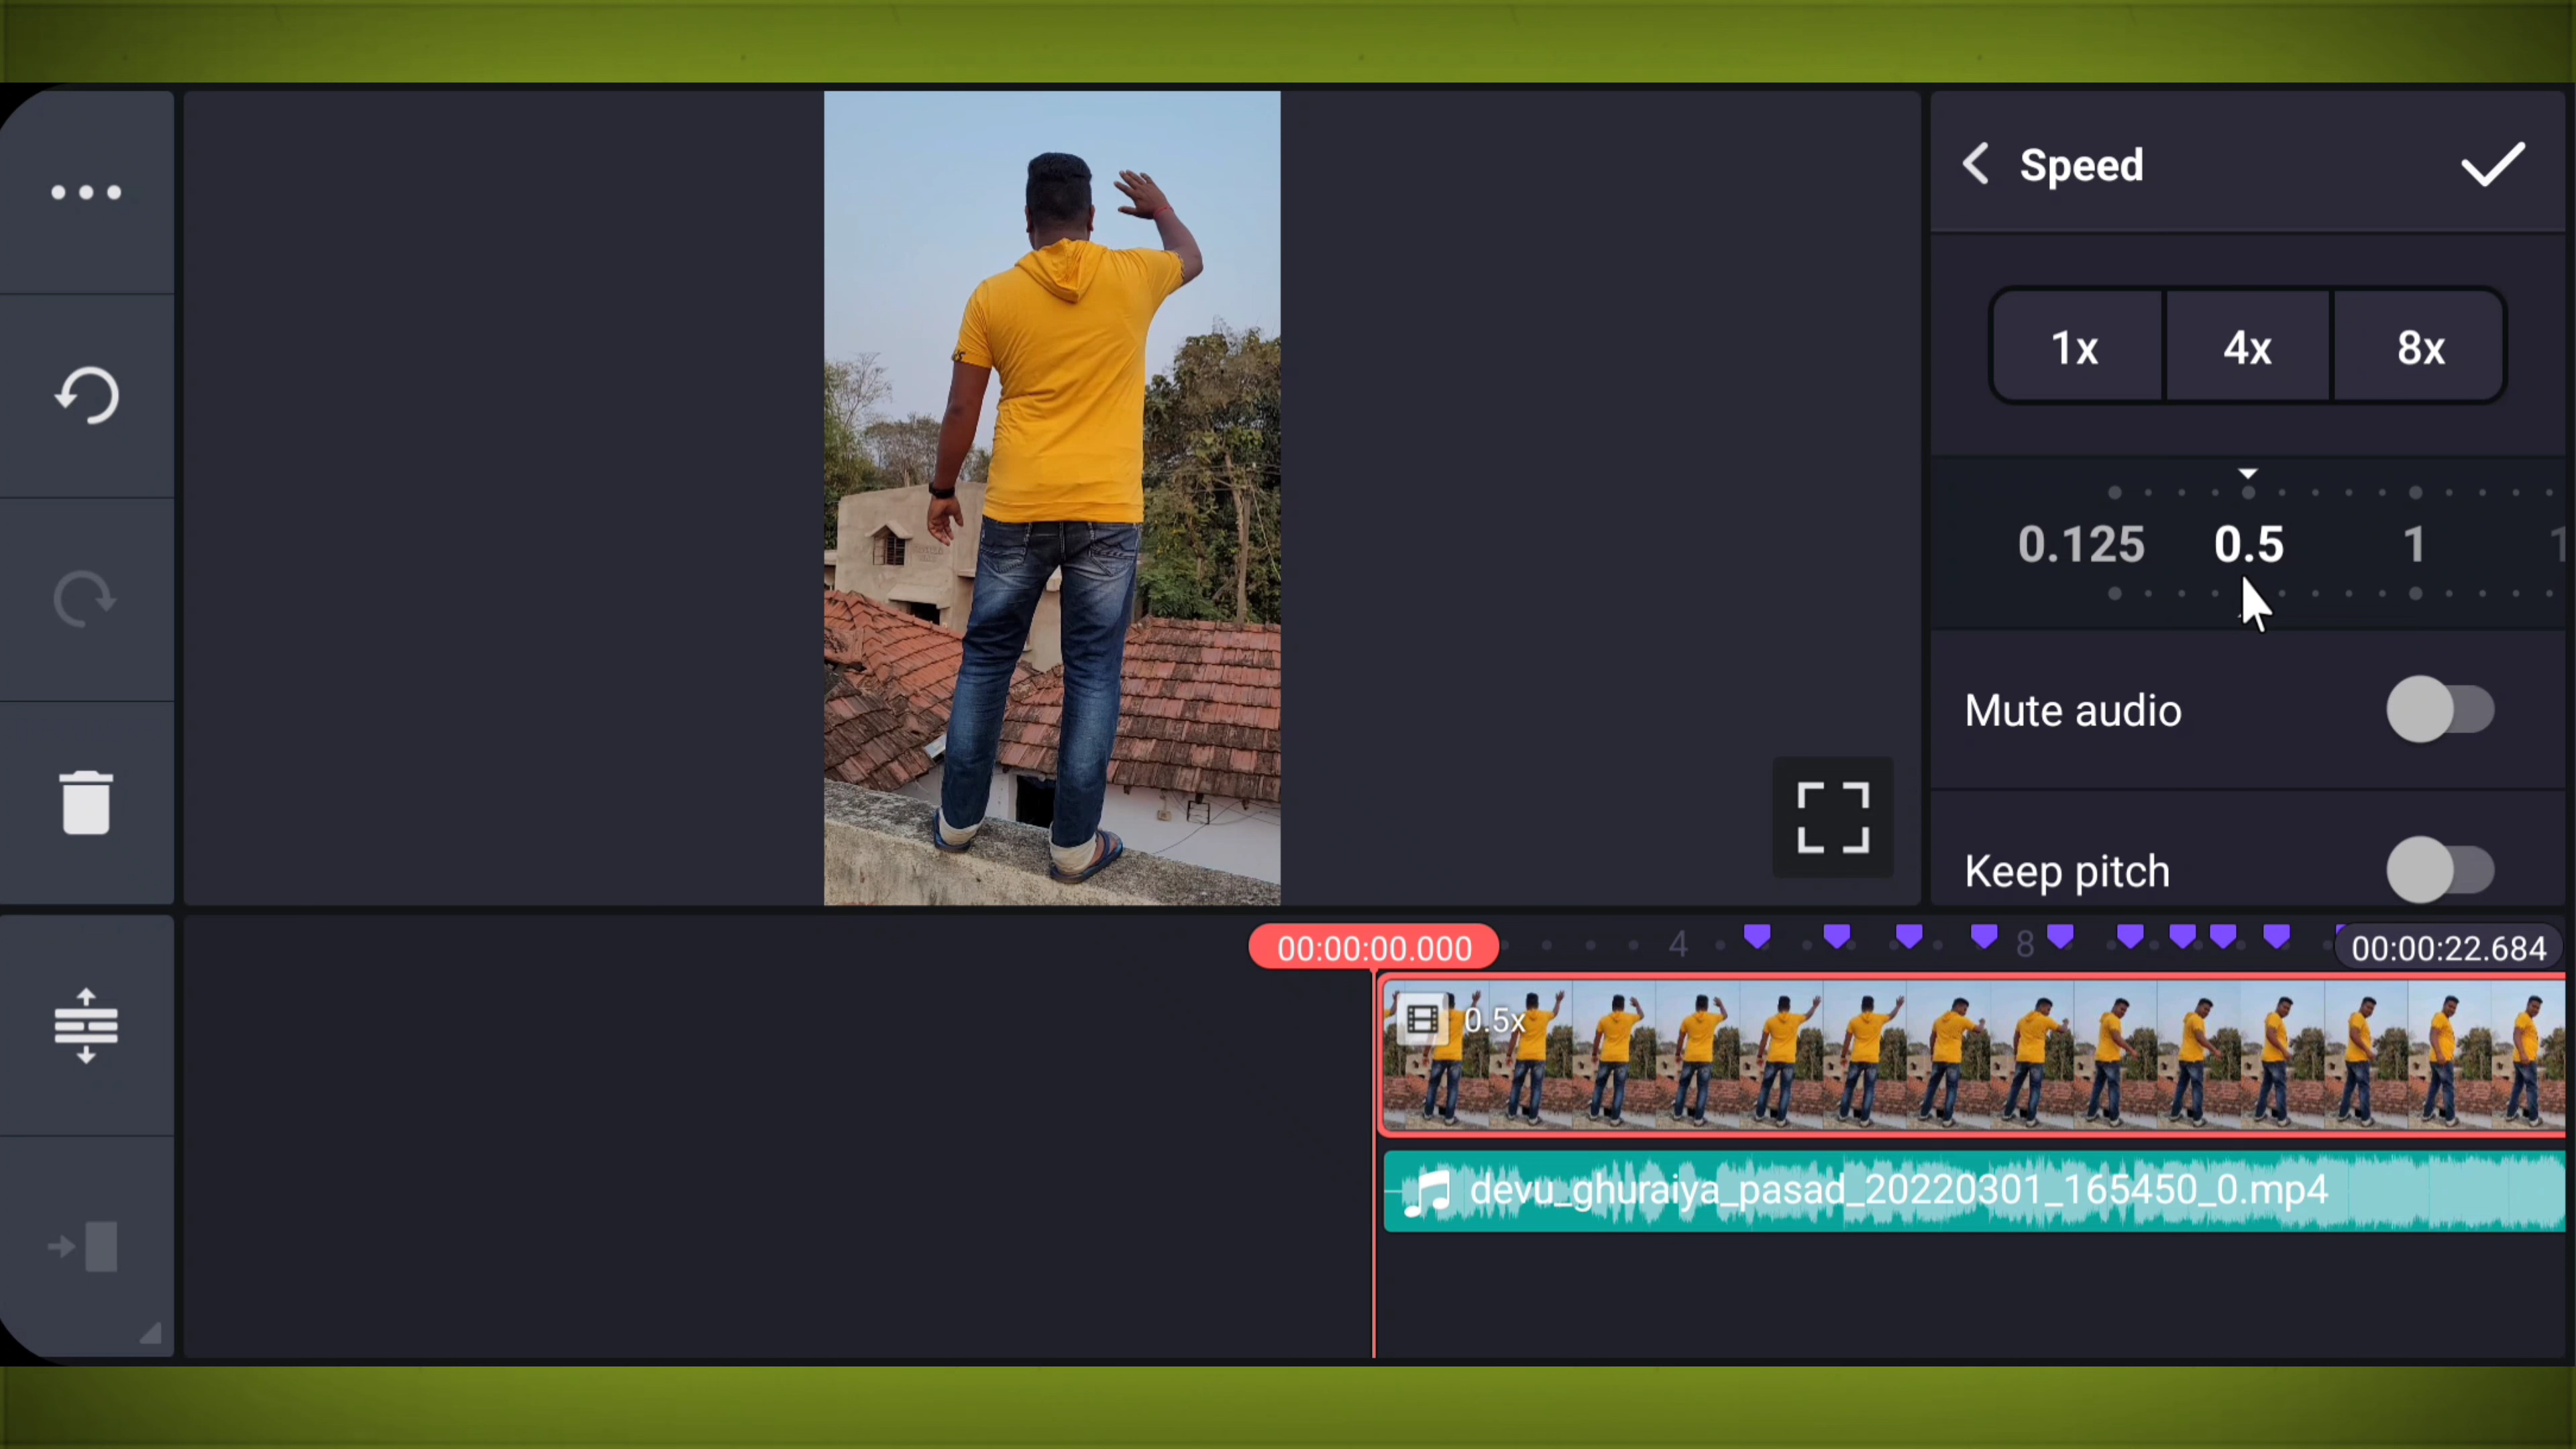 Speed
1x 4x 8x
0.125 0.5 1 1
Mute audio
Keep pitch
00:00:00.000 4 8 00:00:22.684
0.5x
devu_ghuraiya_pasad_20220301_165450_0.mp4